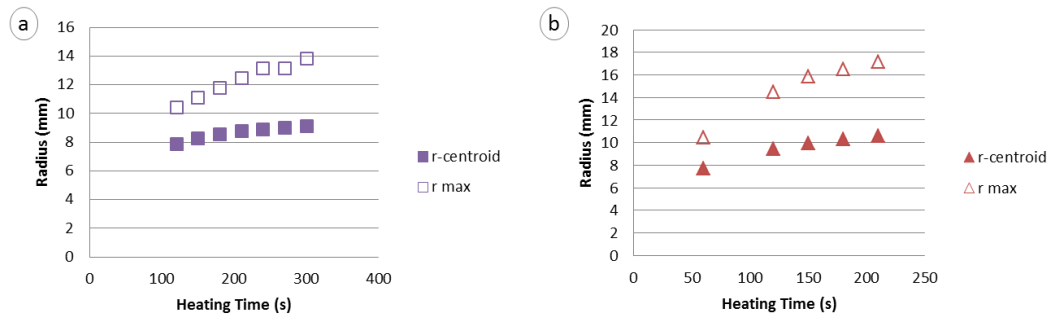 a
16
14
12
10
8
6
4
2
0
Radius (mm)
0 100 200 300 400
Heating Time (s)
r-centroid
r max
b
20
18
16
14
12
10
8
6
4
2
0
Radius (mm)
0 50 100 150 200 250
Heating Time (s)
r-centroid
r max